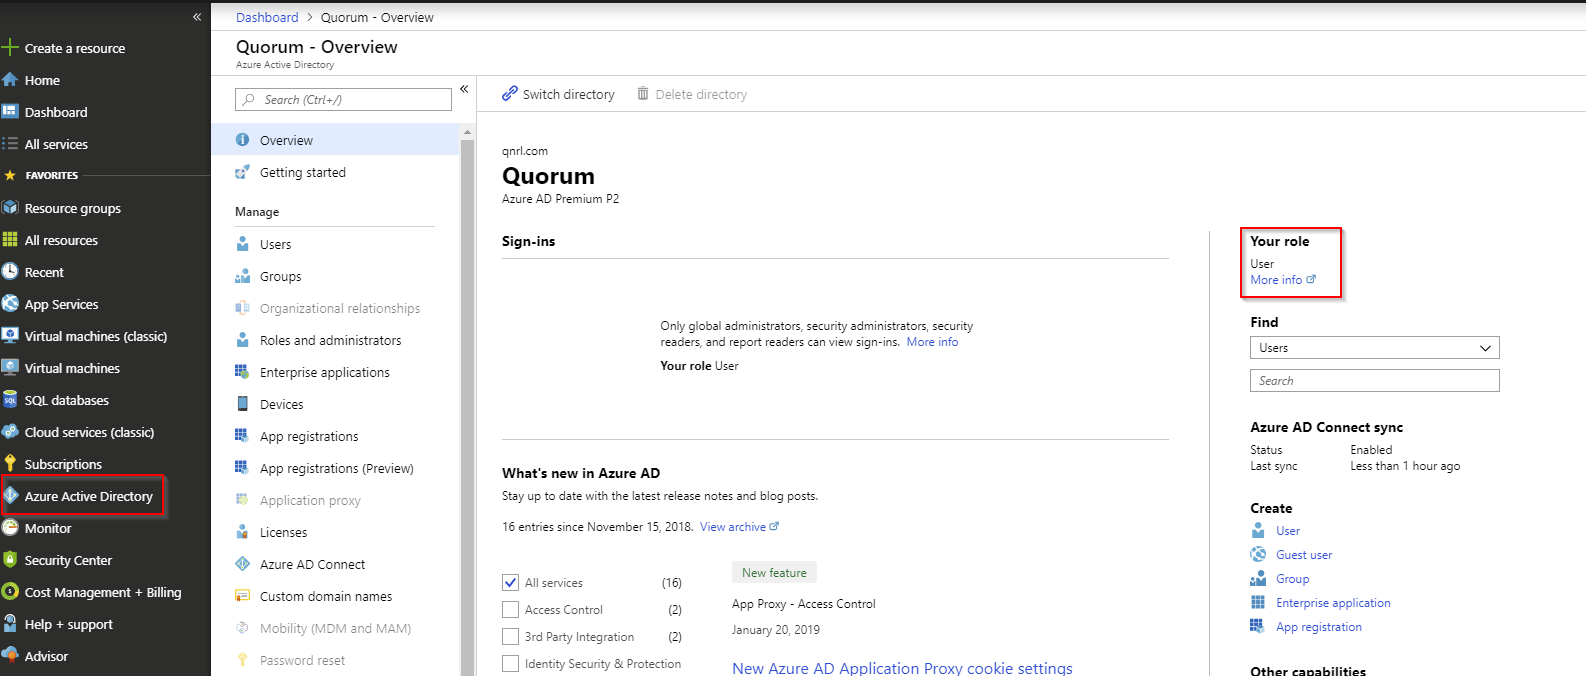 «
Create a resource
Home
Dashboard
All services
FAVORITES
Resource groups
All resources
Recent
App Services
Virtual machines (classic)
Virtual machines
SQL databases
Cloud services (classic)
Subscriptions
Azure Active Directory
Monitor
Security Center
Cost Management + Billing
Help + support
Advisor
Dashboard > Quorum - Overview
Quorum - Overview
Azure Active Directory
Search (Ctrl+/)
«
Overview
Getting started
Manage
Users
Groups
Organizational relationships
Roles and administrators
Enterprise applications
Devices
App registrations
App registrations (Preview)
Application proxy
Licenses
Azure AD Connect
Custom domain names
Mobility (MDM and MAM)
Password reset
Switch directory
Delete directory
qnrl.com
Quorum
Azure AD Premium P2
Sign-ins
Only global administrators, security administrators, security
readers, and report readers can view sign-ins. More info
Your role User
What's new in Azure AD
Stay up to date with the latest release notes and blog posts.
16 entries since November 15, 2018. View archive
All services (16)
Access Control (2)
3rd Party Integration (2)
Identity Security & Protection
New feature
App Proxy - Access Control
January 20, 2019
New Azure AD Application Proxy cookie settings
Your role
User
More info
Find
Users
Search
Azure AD Connect sync
Status Enabled
Last sync Less than 1 hour ago
Create
User
Guest user
Group
Enterprise application
App registration
Other capabilities